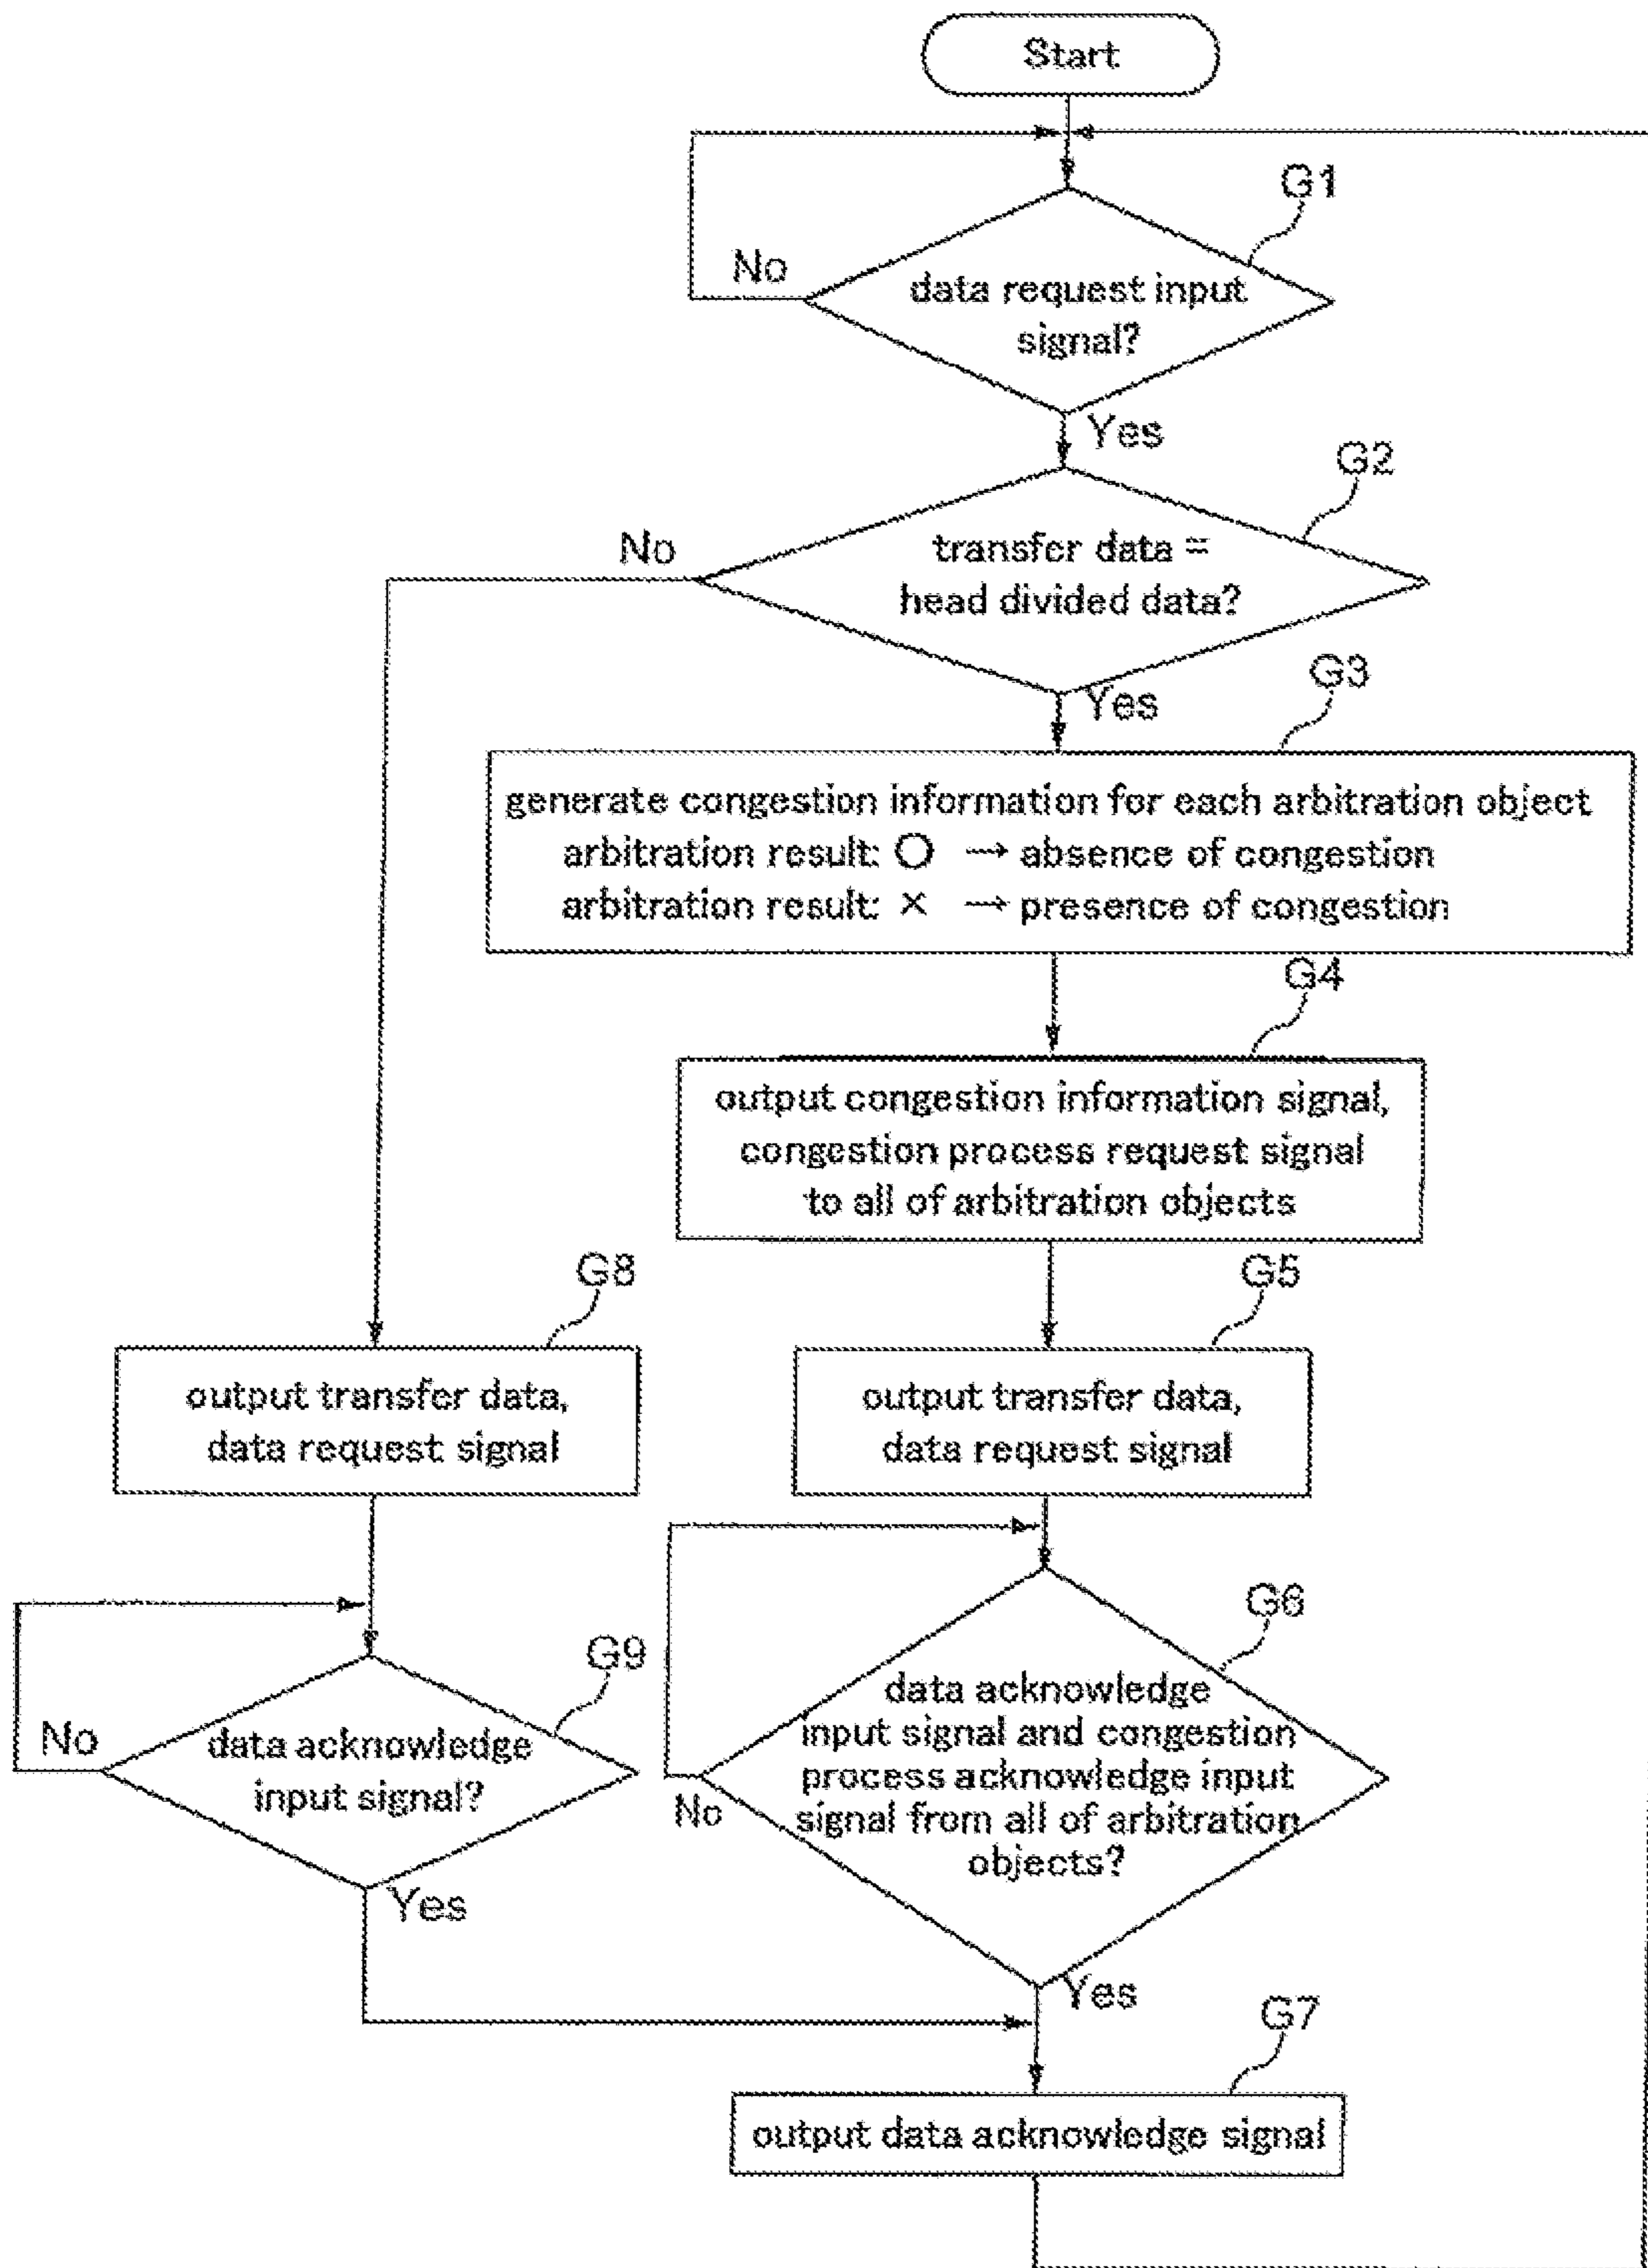 Start
G1
No
data request input
signal?
Yes
G2
No
transfer data =
head divided data?
Yes
G3
generate congestion information for each arbitration object
arbitration result: ○ → absence of congestion
arbitration result: × → presence of congestion
G4
output congestion information signal,
congestion process request signal
to all of arbitration objects
G8
G5
output transfer data,
data request signal
output transfer data,
data request signal
G9
G6
No
data acknowledge
input signal?
Yes
data acknowledge
input signal and congestion
process acknowledge input
signal from all of arbitration
objects?
No
Yes
G7
output data acknowledge signal